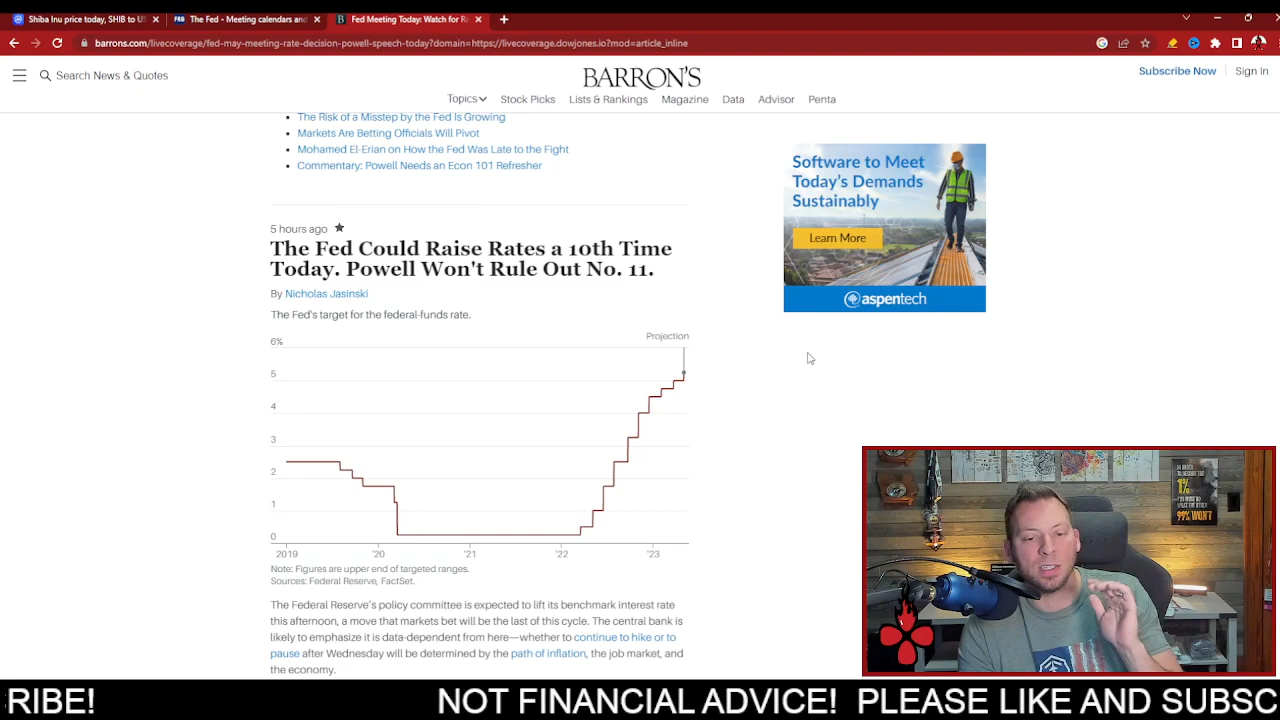 Shiba Inu price today, SHIB to US
The Fed - Meeting calendars and
Fed Meeting Today: Watch for Re
barrons.com/livecoverage/fed-may-meeting-rate-decision-powell-speech-today?domain=https://livecoverage.dowjones.io?mod=article_inline
Search News & Quotes
BARRON'S
Subscribe Now
Sign In
Topics
Stock Picks
Lists & Rankings
Magazine
Data
Advisor
Penta
The Risk of a Misstep by the Fed Is Growing
Markets Are Betting Officials Will Pivot
Mohamed El-Erian on How the Fed Was Late to the Fight
Commentary: Powell Needs an Econ 101 Refresher
5 hours ago
The Fed Could Raise Rates a 10th Time
Today. Powell Won't Rule Out No. 11.
By Nicholas Jasinski
The Fed's target for the federal-funds rate.
Projection
6%
5
4
3
2
1
0
2019 '20 '21 '22 '23
Note: Figures are upper end of targeted ranges.
Sources: Federal Reserve, FactSet.
The Federal Reserve's policy committee is expected to lift its benchmark interest rate
this afternoon, a move that markets bet will be the last of this cycle. The central bank is
likely to emphasize it is data-dependent from here—whether to continue to hike or to
pause after Wednesday will be determined by the path of inflation, the job market, and
the economy.
Software to Meet
Today's Demands
Sustainably
Learn More
aspentech
1%
99% WON'T
RIBE! NOT FINANCIAL ADVICE! PLEASE LIKE AND SUBSC